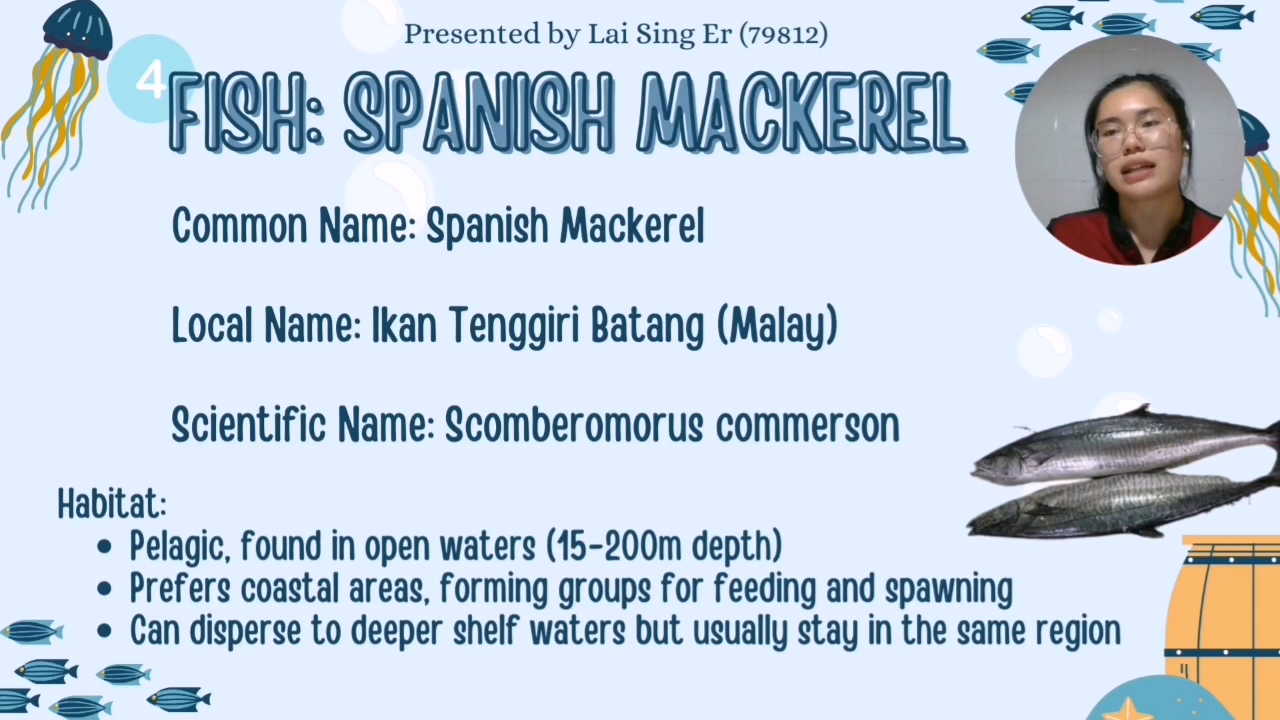 Presented by Lai Sing Er (79812)
4
FISH: SPANISH MACKEREL
Common Name: Spanish Mackerel
Local Name: Ikan Tenggiri Batang (Malay)
Scientific Name: Scomberomorus commerson
Habitat:
• Pelagic, found in open waters (15-200m depth)
• Prefers coastal areas, forming groups for feeding and spawning
• Can disperse to deeper shelf waters but usually stay in the same region